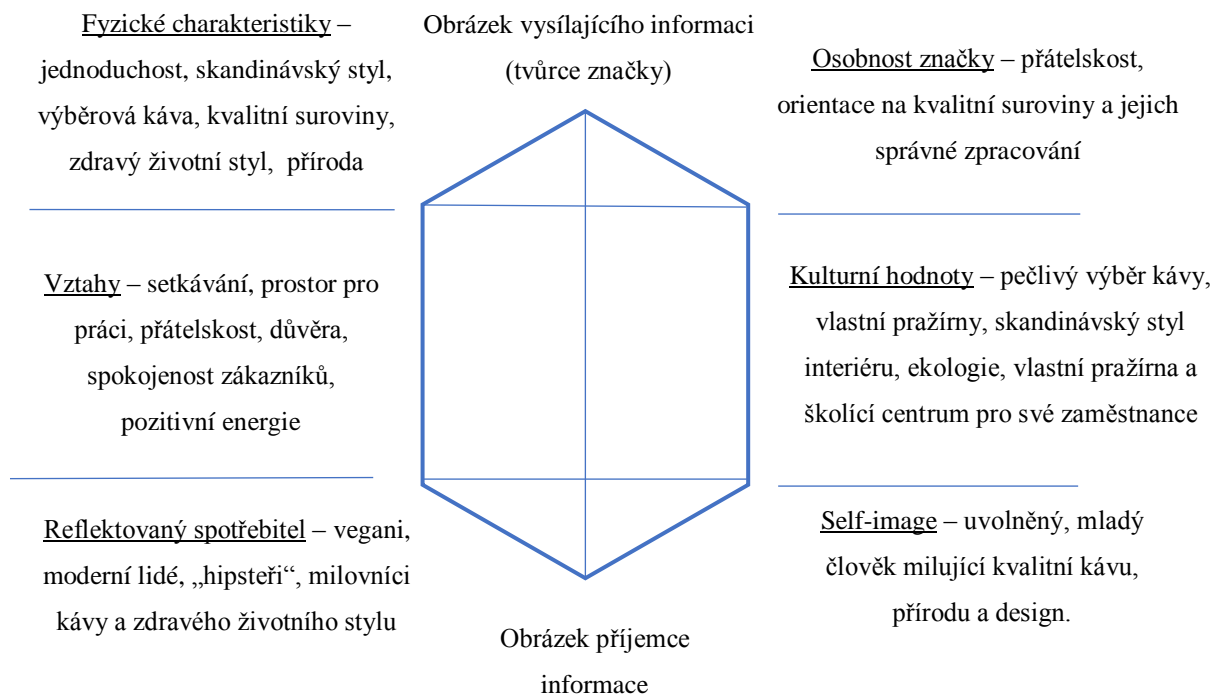 Fyzické charakteristiky –
jednoduchost, skandinávský styl,
výběrová káva, kvalitní suroviny,
zdravý životní styl, příroda
Obrázek vysílajícího informaci
(tvůrce značky)
Osobnost značky – přátelskost,
orientace na kvalitní suroviny a jejich
správné zpracování
Vztahy – setkávání, prostor pro
práci, přátelskost, důvěra,
spokojenost zákazníků,
pozitivní energie
Kulturní hodnoty – pečlivý výběr kávy,
vlastní pražírny, skandinávský styl
interiéru, ekologie, vlastní pražírna a
školící centrum pro své zaměstnance
Reflektovaný spotřebitel – vegani,
moderní lidé, „hipsteři“, milovníci
kávy a zdravého životního stylu
Self-image – uvolněný, mladý
člověk milující kvalitní kávu,
přírodu a design.
Obrázek příjemce
informace